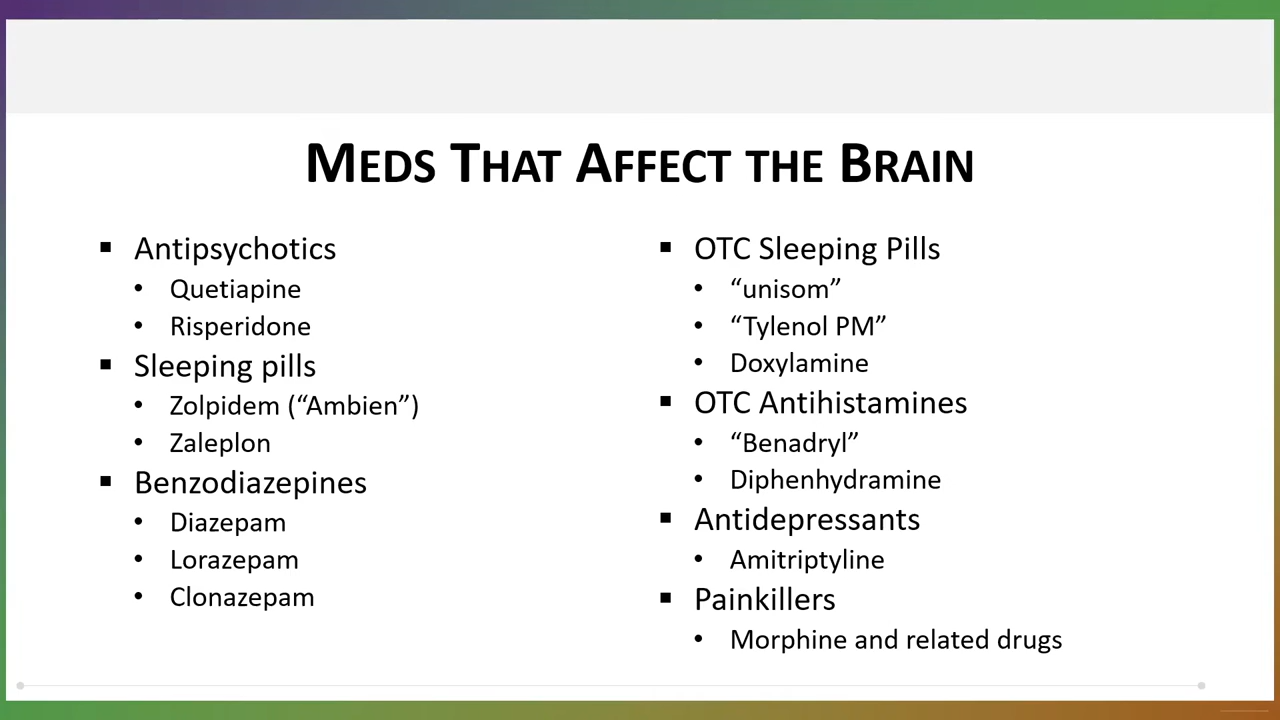 Meds That Affect the Brain
▪ Antipsychotics
• Quetiapine
• Risperidone
▪ Sleeping pills
• Zolpidem (“Ambien”)
• Zaleplon
▪ Benzodiazepines
• Diazepam
• Lorazepam
• Clonazepam
▪ OTC Sleeping Pills
• “unisom”
• “Tylenol PM”
• Doxylamine
▪ OTC Antihistamines
• “Benadryl”
• Diphenhydramine
▪ Antidepressants
• Amitriptyline
▪ Painkillers
• Morphine and related drugs